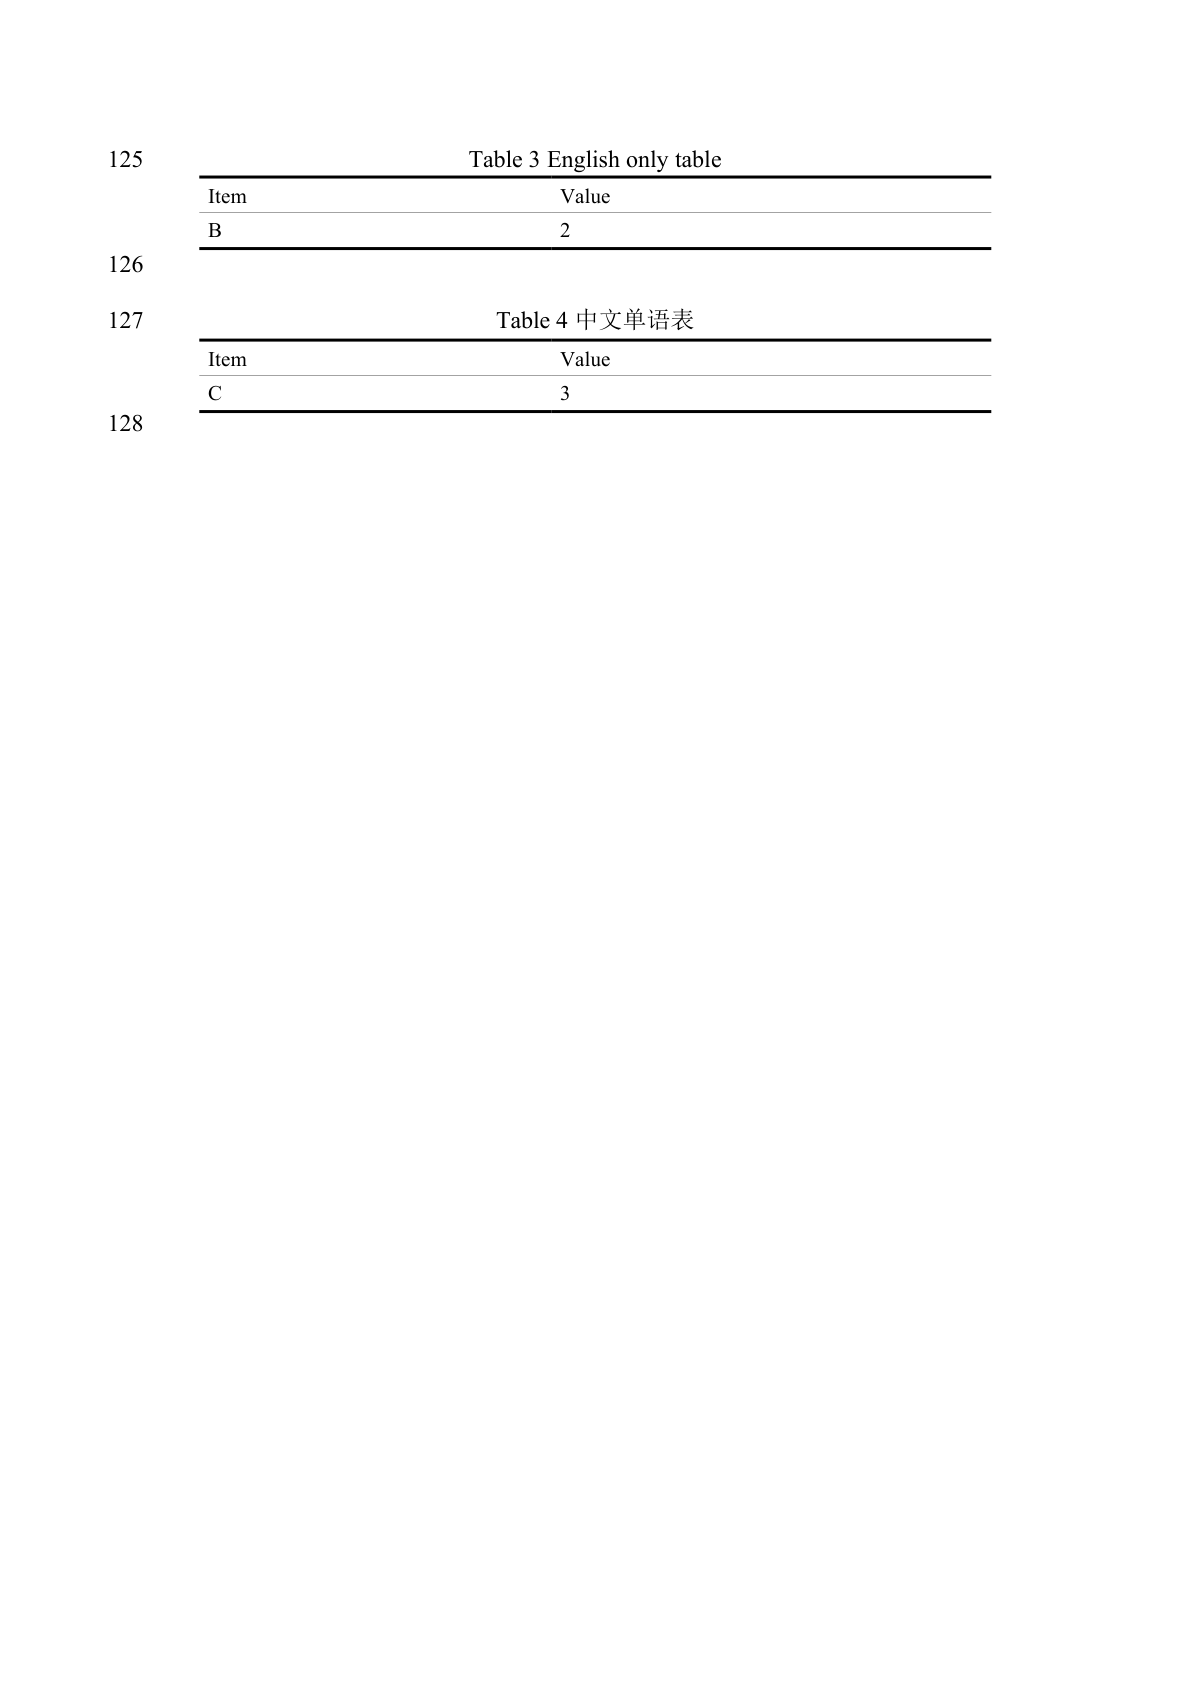 125 Table 3 English only table
Item Value
B 2
126
127 Table 4 中文单语表
Item Value
C 3
128